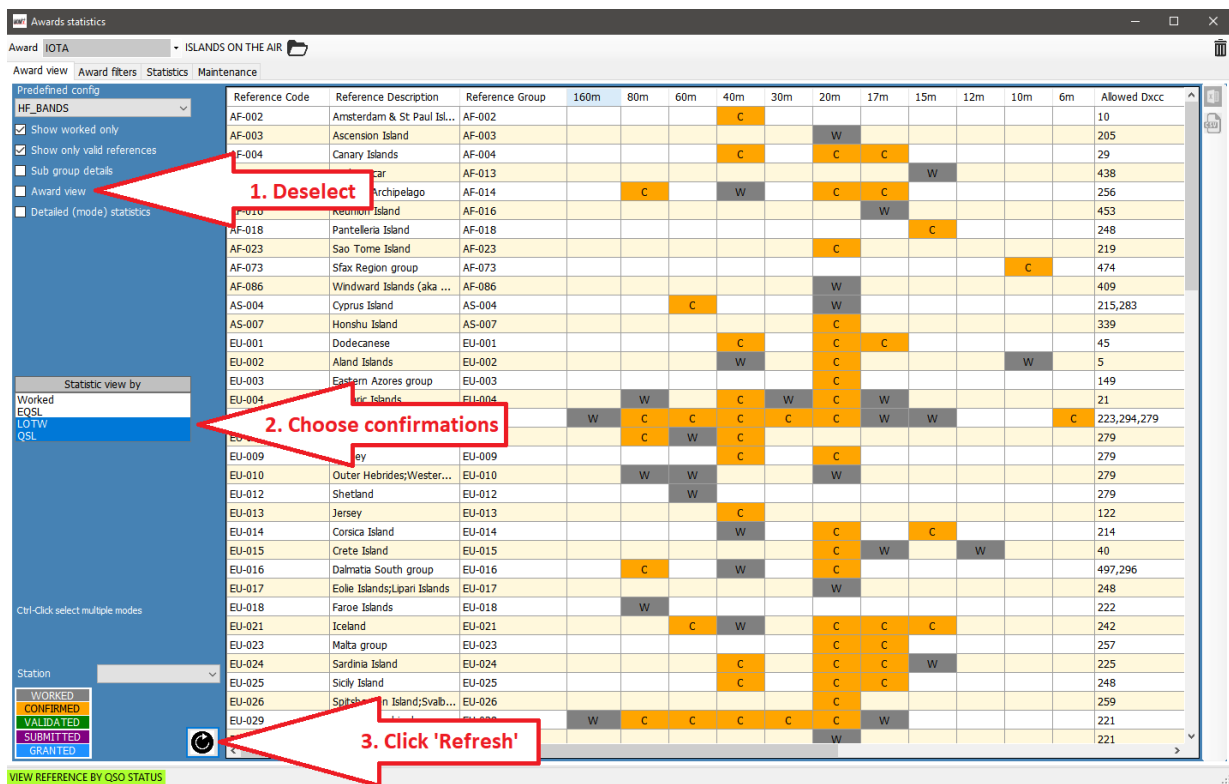 Awards statistics
Award IOTA ISLANDS ON THE AIR
Award view Award filters Statistics Maintenance
Predefined config
HF_BANDS
Show worked only
Show only valid references
Sub group details
Award view
Detailed (mode) statistics
1. Deselect
Statistic view by
Worked
EQSL
LOTW
QSL
2. Choose confirmations
Ctrl-Click select multiple modes
Station
WORKED
CONFIRMED
VALIDATED
SUBMITTED
GRANTED
3. Click 'Refresh'
VIEW REFERENCE BY QSO STATUS
Reference Code Reference Description Reference Group 160m 80m 60m 40m 30m 20m 17m 15m 12m 10m 6m Allowed Dxcc
AF-002 Amsterdam & St Paul Isl... AF-002 C 10
AF-003 Ascension Island AF-003 W 205
AF-004 Canary Islands AF-004 C C C 29
car AF-013 W 438
Archipelago AF-014 C W C C 256
AF-016 Reunion Island AF-016 W 453
AF-018 Pantelleria Island AF-018 C 248
AF-023 Sao Tome Island AF-023 C 219
AF-073 Sfax Region group AF-073 C 474
AF-086 Windward Islands (aka ... AF-086 W 409
AS-004 Cyprus Island AS-004 C W 215,283
AS-007 Honshu Island AS-007 C 339
EU-001 Dodecanese EU-001 C C C 45
EU-002 Aland Islands EU-002 W C W 5
EU-003 Eastern Azores group EU-003 C 149
EU-004 Islands EU-004 W C W C W 21
W C C C C C W W C 223,294,279
C W C 279
EU-009 ey EU-009 C C 279
EU-010 Outer Hebrides;Wester... EU-010 W W W 279
EU-012 Shetland EU-012 W 279
EU-013 Jersey EU-013 C 122
EU-014 Corsica Island EU-014 W C C 214
EU-015 Crete Island EU-015 C W W 40
EU-016 Dalmatia South group EU-016 C W C 497,296
EU-017 Eolie Islands;Lipari Islands EU-017 W 248
EU-018 Faroe Islands EU-018 W 222
EU-021 Iceland EU-021 C W C C C 242
EU-023 Malta group EU-023 C C 257
EU-024 Sardinia Island EU-024 C C C W 225
EU-025 Sicily Island EU-025 C C C 248
EU-026 Island;Svalb... EU-026 C 259
EU-029 W C C C C C W 221
W 221